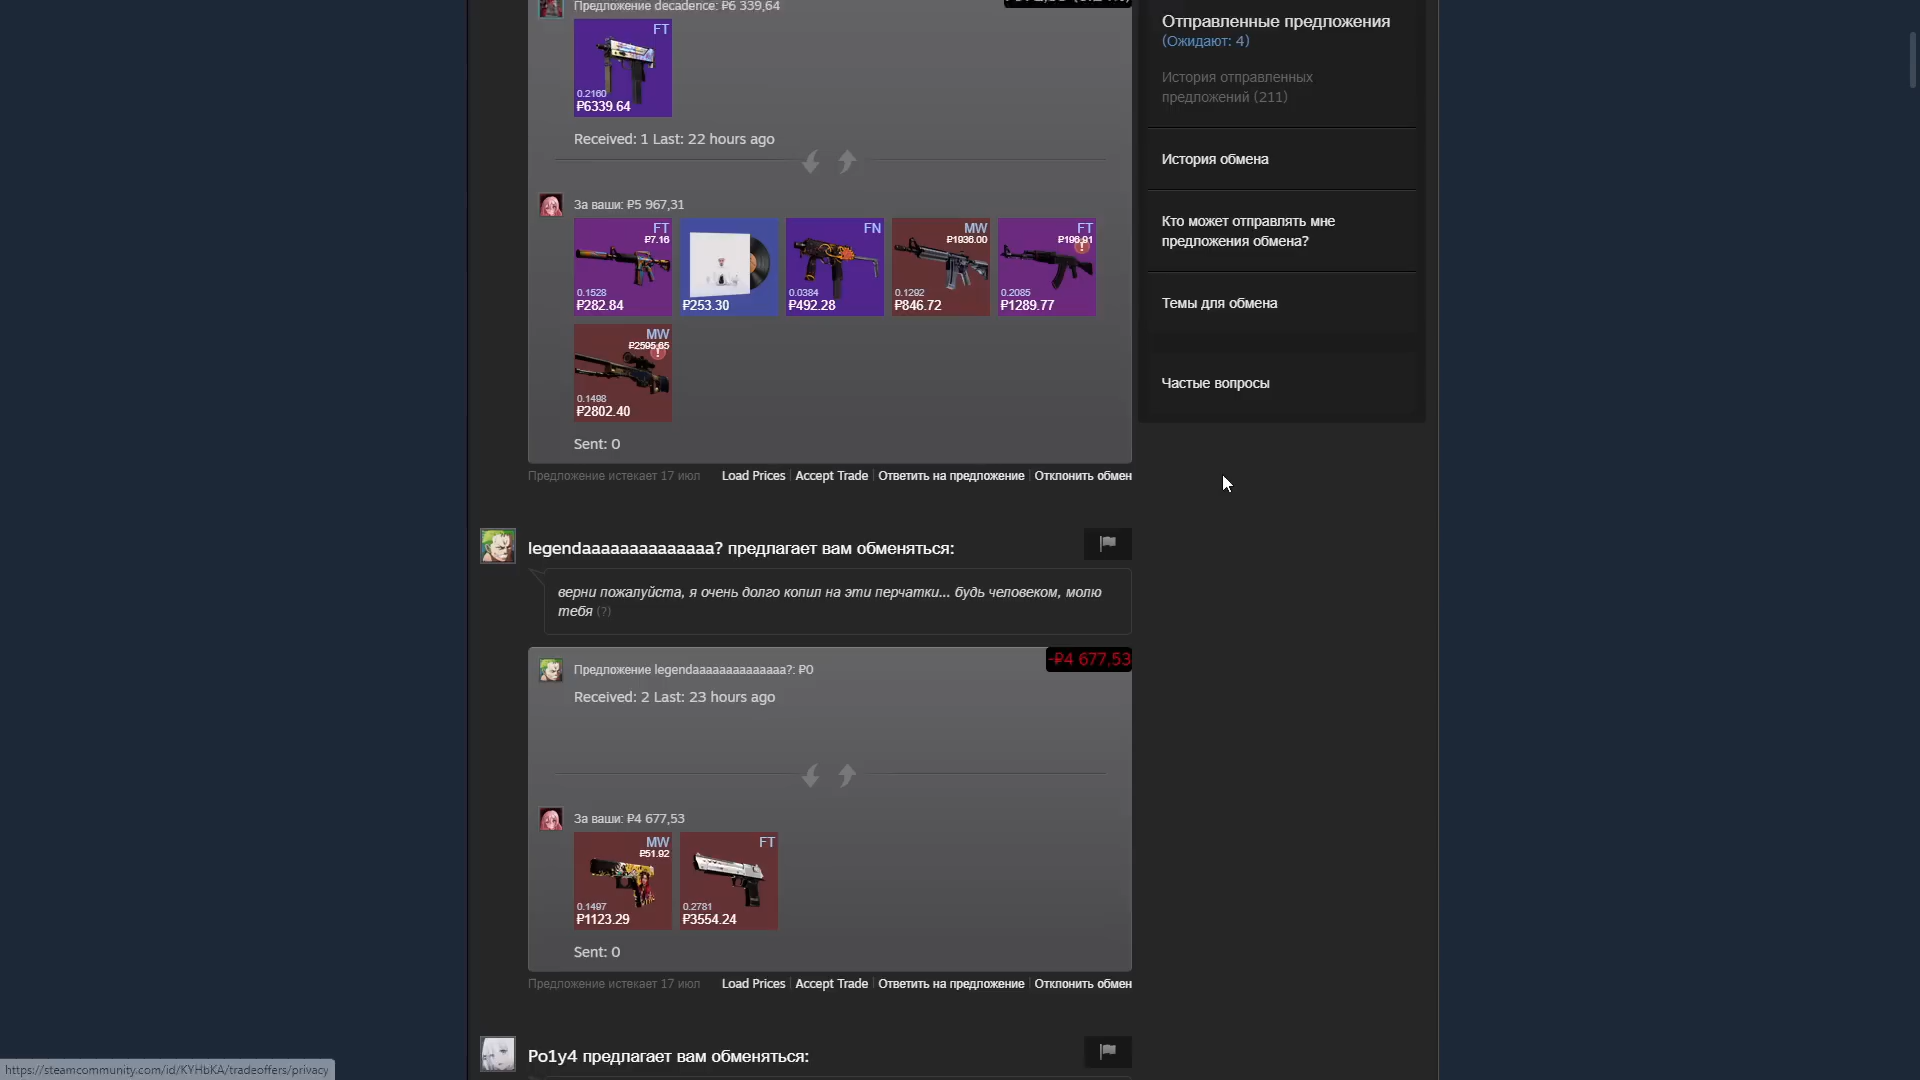 Предложение decadence: ₽6 339,64
FT
0.2160
₽6339.64
Received: 1 Last: 22 hours ago
За ваши: ₽5 967,31
FT
₽7.16
0.1528
₽282.84
₽253.30
FN
0.0384
₽492.28
MW
₽1936.00
0.1292
₽846.72
FT
₽196.91
0.2085
₽1289.77
MW
₽2595.65
0.1498
₽2802.40
Sent: 0
Предложение истекает 17 июл
Load Prices | Accept Trade | Ответить на предложение | Отклонить обмен
legendaaaaaaaaaaaaaa? предлагает вам обменяться:
верни пожалуйста, я очень долго копил на эти перчатки... будь человеком, молю
тебя (?)
-₽4 677,53
Предложение legendaaaaaaaaaaaaaa?: ₽0
Received: 2 Last: 23 hours ago
За ваши: ₽4 677,53
MW
₽51.92
0.1497
₽1123.29
FT
0.2781
₽3554.24
Sent: 0
Предложение истекает 17 июл
Load Prices | Accept Trade | Ответить на предложение | Отклонить обмен
Po1y4 предлагает вам обменяться:
Отправленные предложения
(Ожидают: 4)
История отправленных
предложений (211)
История обмена
Кто может отправлять мне
предложения обмена?
Темы для обмена
Частые вопросы
https://steamcommunity.com/id/KYHbKA/tradeoffers/privacy